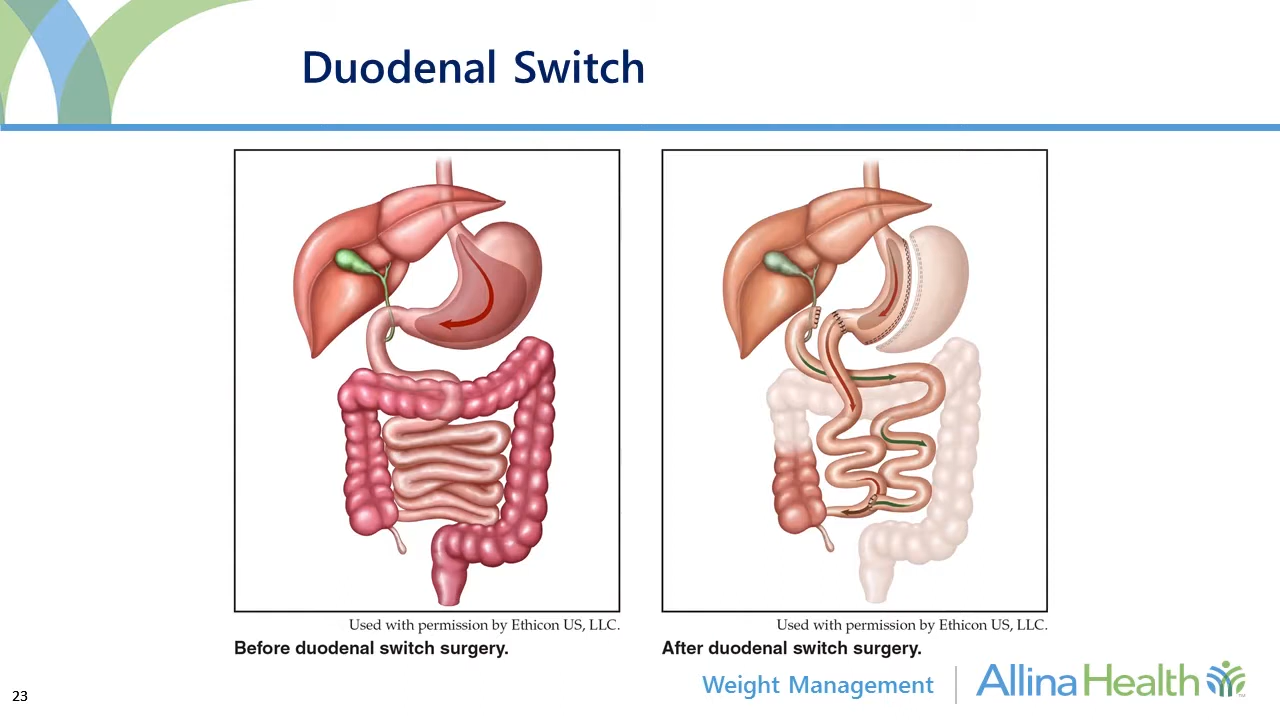 Duodenal Switch
Used with permission by Ethicon US, LLC.
Before duodenal switch surgery.
Used with permission by Ethicon US, LLC.
After duodenal switch surgery.
23
Weight Management
Allina Health
TM